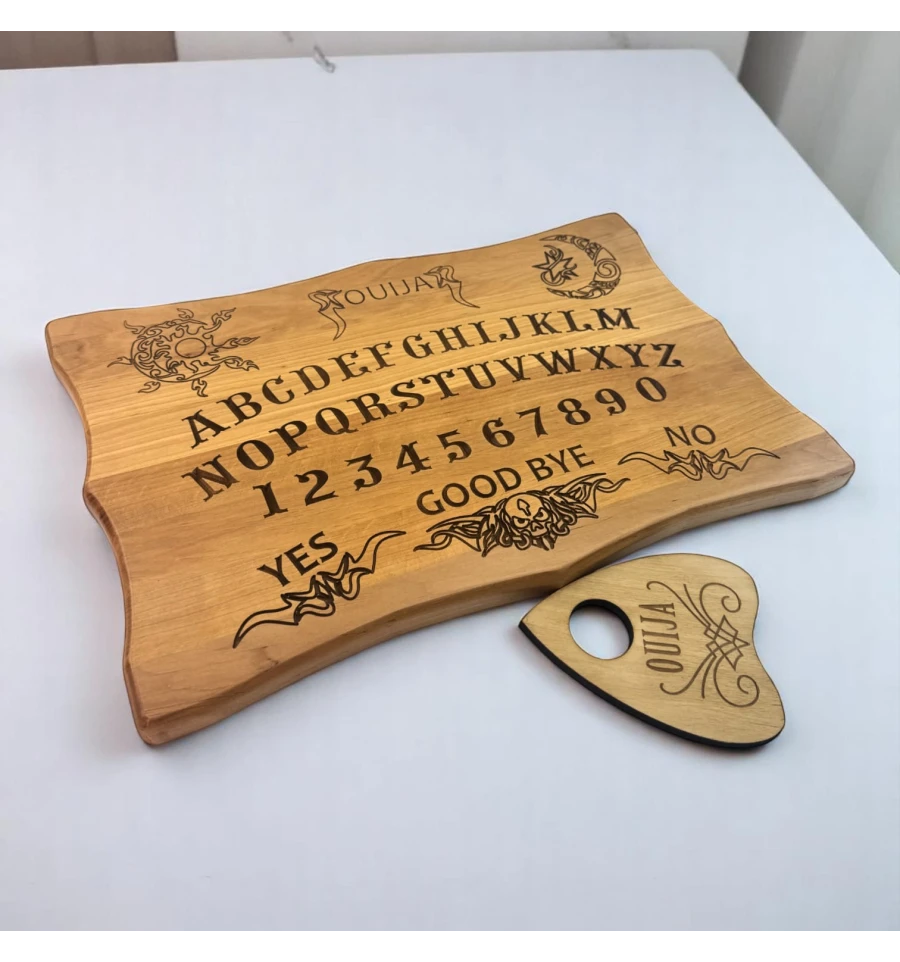 OUIJA
ABCDEFGHIJKLM
NOPQRSTUVWXYZ
1234567890
YES
GOOD BYE
NO
OUIJA